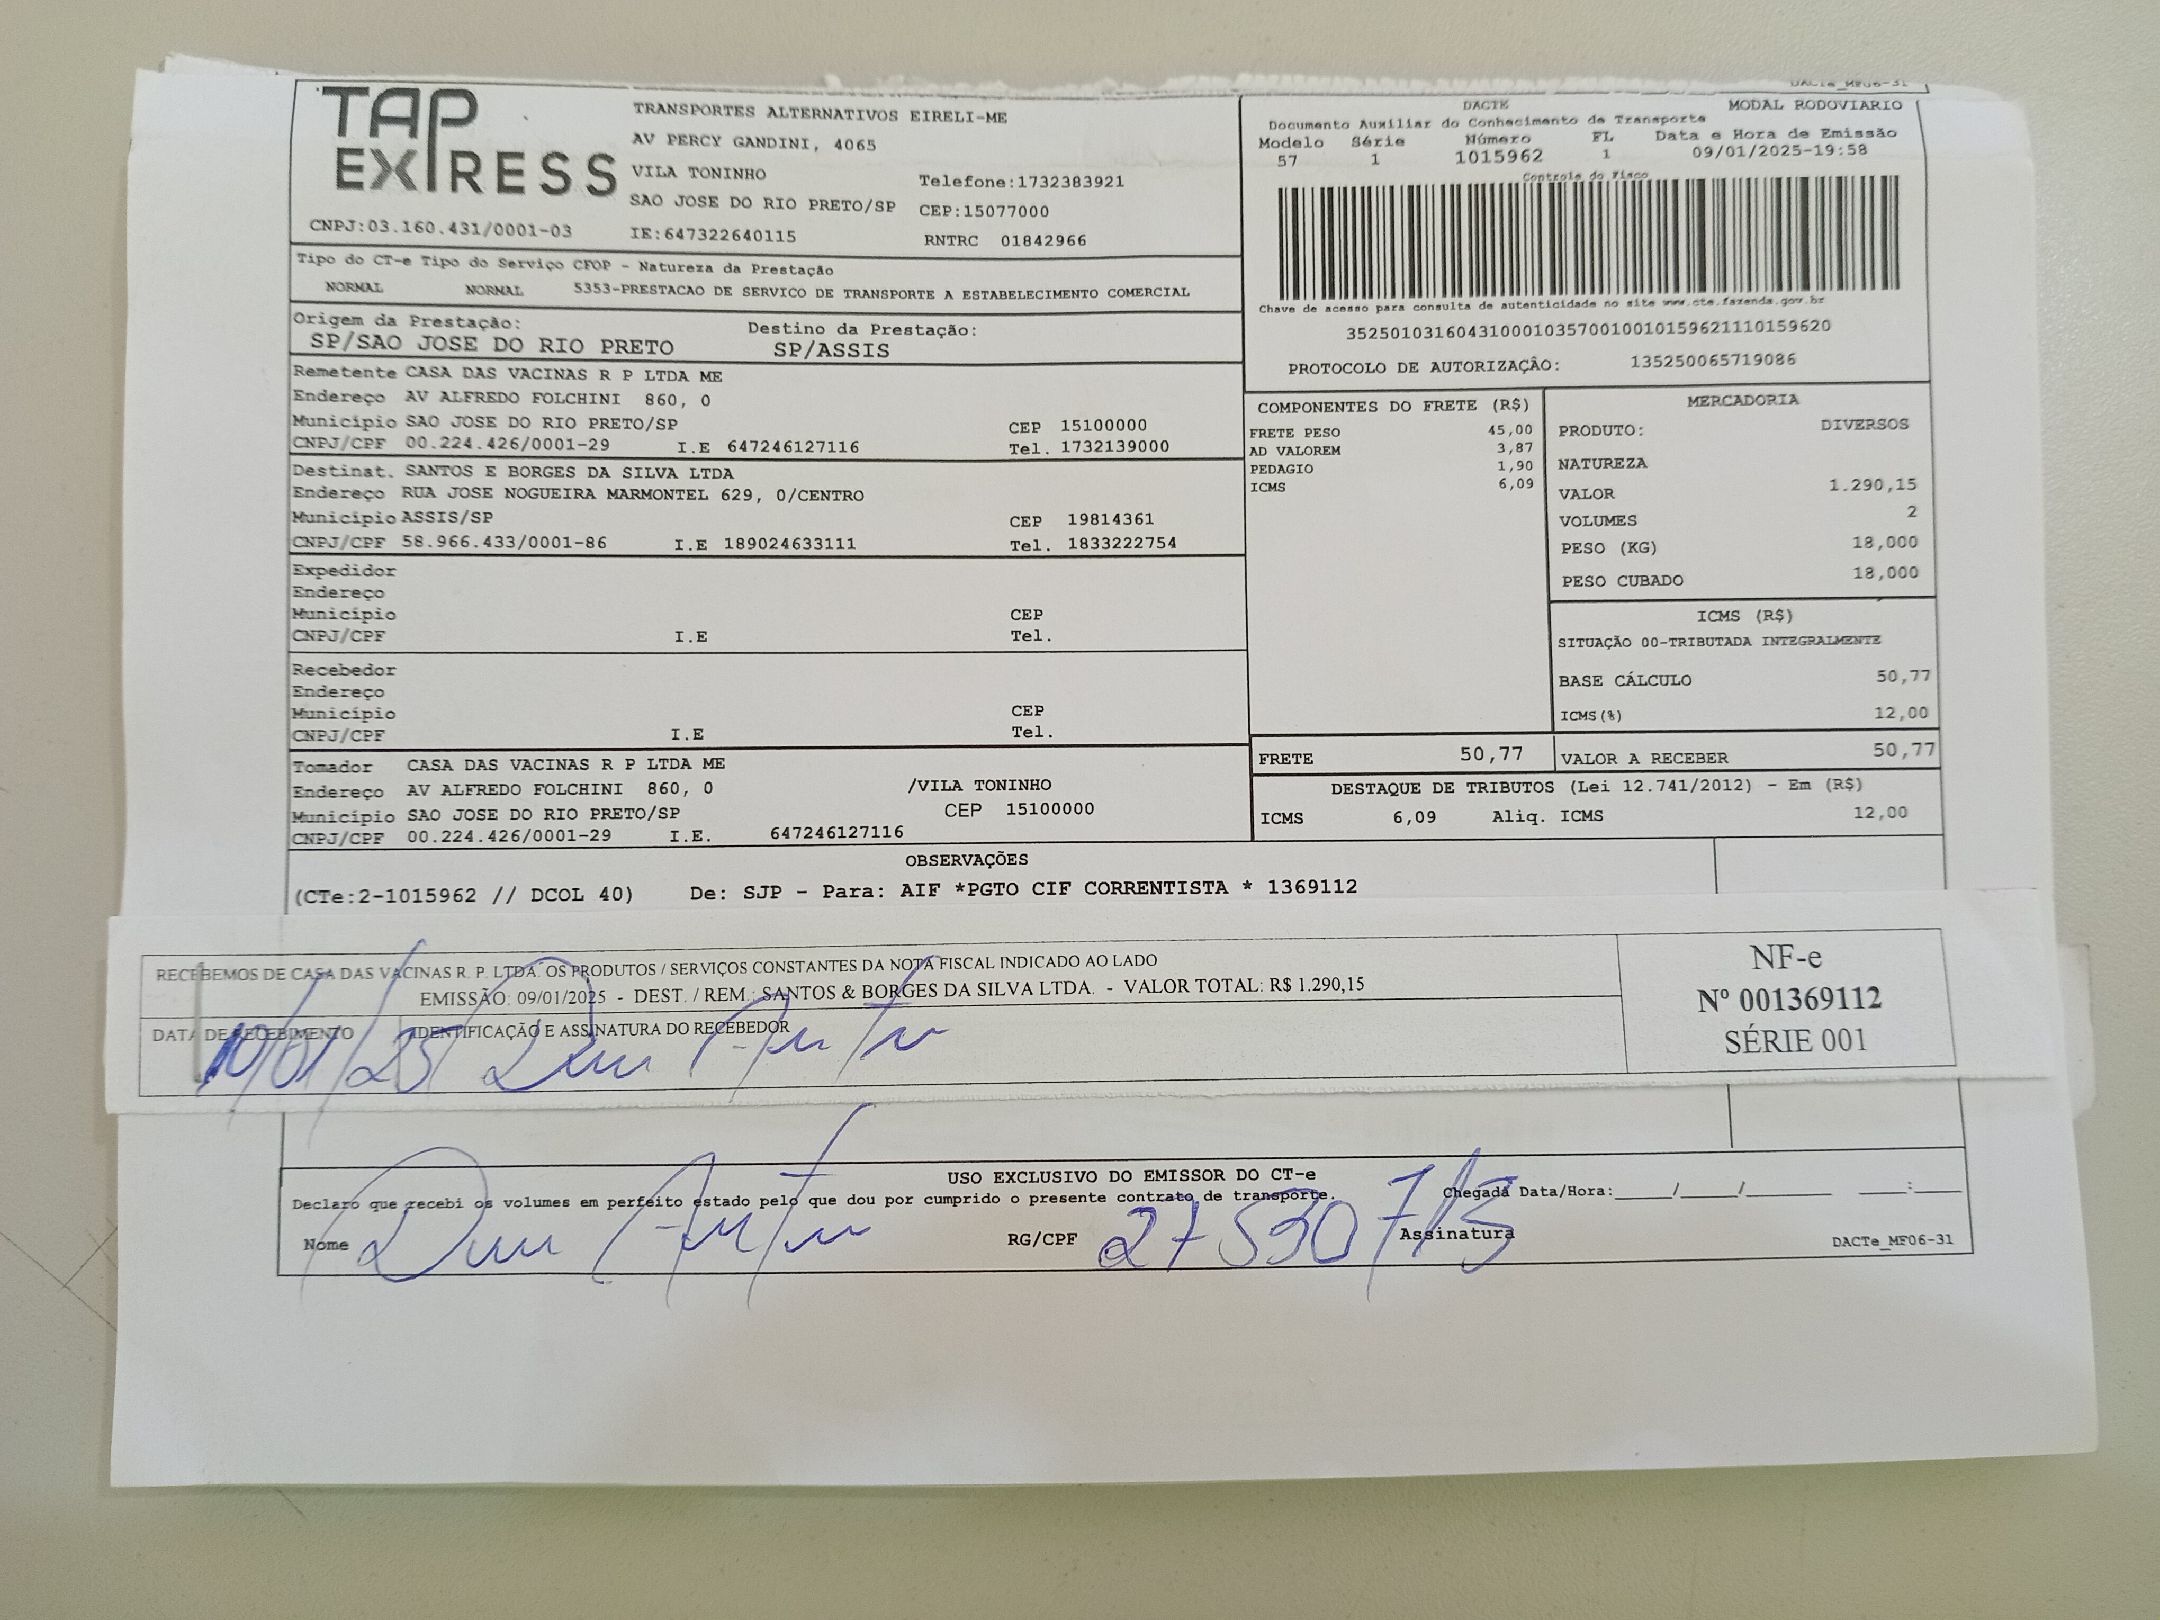 DACTe_MF06-31
TAP EXPRESS
TRANSPORTES ALTERNATIVOS EIRELI-ME
AV PERCY GANDINI, 4065
VILA TONINHO
Telefone:1732383921
SAO JOSE DO RIO PRETO/SP CEP:15077000
CNPJ:03.160.431/0001-03 IE:647322640115 RNTRC 01842966
DACTE MODAL RODOVIARIO
Documento Auxiliar do Conhecimento de Transporte
Modelo Série Número FL Data e Hora de Emissão
57 1 1015962 1 09/01/2025-19:58
Controle do Fisco
Chave de acesso para consulta de autenticidade no site www.cte.fazenda.gov.br
35250103160431000103570010010159621110159620
PROTOCOLO DE AUTORIZAÇÂO: 135250065719086
Tipo do CT-e Tipo do Serviço CFOP - Natureza da Prestação
NORMAL NORMAL 5353-PRESTACAO DE SERVICO DE TRANSPORTE A ESTABELECIMENTO COMERCIAL
Origem da Prestação: Destino da Prestação:
SP/SAO JOSE DO RIO PRETO SP/ASSIS
Remetente CASA DAS VACINAS R P LTDA ME
Endereço AV ALFREDO FOLCHINI 860, 0
Município SAO JOSE DO RIO PRETO/SP CEP 15100000
CNPJ/CPF 00.224.426/0001-29 I.E 647246127116 Tel. 1732139000
Destinat. SANTOS E BORGES DA SILVA LTDA
Endereço RUA JOSE NOGUEIRA MARMONTEL 629, 0/CENTRO
Município ASSIS/SP CEP 19814361
CNPJ/CPF 58.966.433/0001-86 I.E 189024633111 Tel. 1833222754
Expedidor
Endereço
Município CEP
CNPJ/CPF I.E Tel.
Recebedor
Endereço
Município CEP
CNPJ/CPF I.E Tel.
Tomador CASA DAS VACINAS R P LTDA ME
Endereço AV ALFREDO FOLCHINI 860, 0 /VILA TONINHO
Município SAO JOSE DO RIO PRETO/SP CEP 15100000
CNPJ/CPF 00.224.426/0001-29 I.E. 647246127116
COMPONENTES DO FRETE (R$)
FRETE PESO 45,00
AD VALOREM 3,87
PEDAGIO 1,90
ICMS 6,09
MERCADORIA
PRODUTO: DIVERSOS
NATUREZA
VALOR 1.290,15
VOLUMES 2
PESO (KG) 18,000
PESO CUBADO 18,000
ICMS (R$)
SITUAÇÃO 00-TRIBUTADA INTEGRALMENTE
BASE CÁLCULO 50,77
ICMS(%) 12,00
FRETE 50,77 VALOR A RECEBER 50,77
DESTAQUE DE TRIBUTOS (Lei 12.741/2012) - Em (R$)
ICMS 6,09 Aliq. ICMS 12,00
OBSERVAÇÕES
(CTe:2-1015962 // DCOL 40) De: SJP - Para: AIF *PGTO CIF CORRENTISTA * 1369112
RECEBEMOS DE CASA DAS VACINAS R. P. LTDA. OS PRODUTOS / SERVIÇOS CONSTANTES DA NOTA FISCAL INDICADO AO LADO
EMISSÃO: 09/01/2025 - DEST. / REM.: SANTOS & BORGES DA SILVA LTDA. - VALOR TOTAL: R$ 1.290,15
DATA DE RECEBIMENTO IDENTIFICAÇÃO E ASSINATURA DO RECEBEDOR
10/01/25
NF-e
Nº 001369112
SÉRIE 001
USO EXCLUSIVO DO EMISSOR DO CT-e
Declaro que recebi os volumes em perfeito estado pelo que dou por cumprido o presente contrato de transporte. Chegada Data/Hora:_____/_____/________ ____:_____
Nome RG/CPF 27530713 Assinatura
DACTe_MF06-31